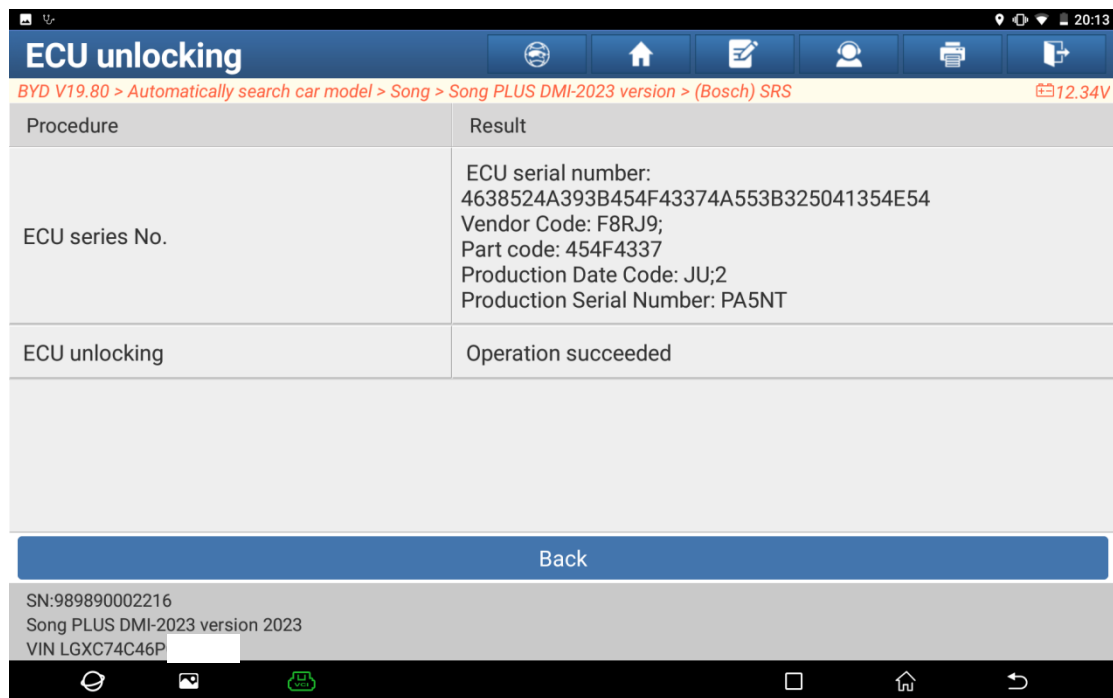 20:13
ECU unlocking
BYD V19.80 > Automatically search car model > Song > Song PLUS DMI-2023 version > (Bosch) SRS
12.34V
Procedure
Result
ECU series No.
ECU serial number:
4638524A393B454F43374A553B325041354E54
Vendor Code: F8RJ9;
Part code: 454F4337
Production Date Code: JU;2
Production Serial Number: PA5NT
ECU unlocking
Operation succeeded
Back
SN:989890002216
Song PLUS DMI-2023 version 2023
VIN LGXC74C46P
VCI